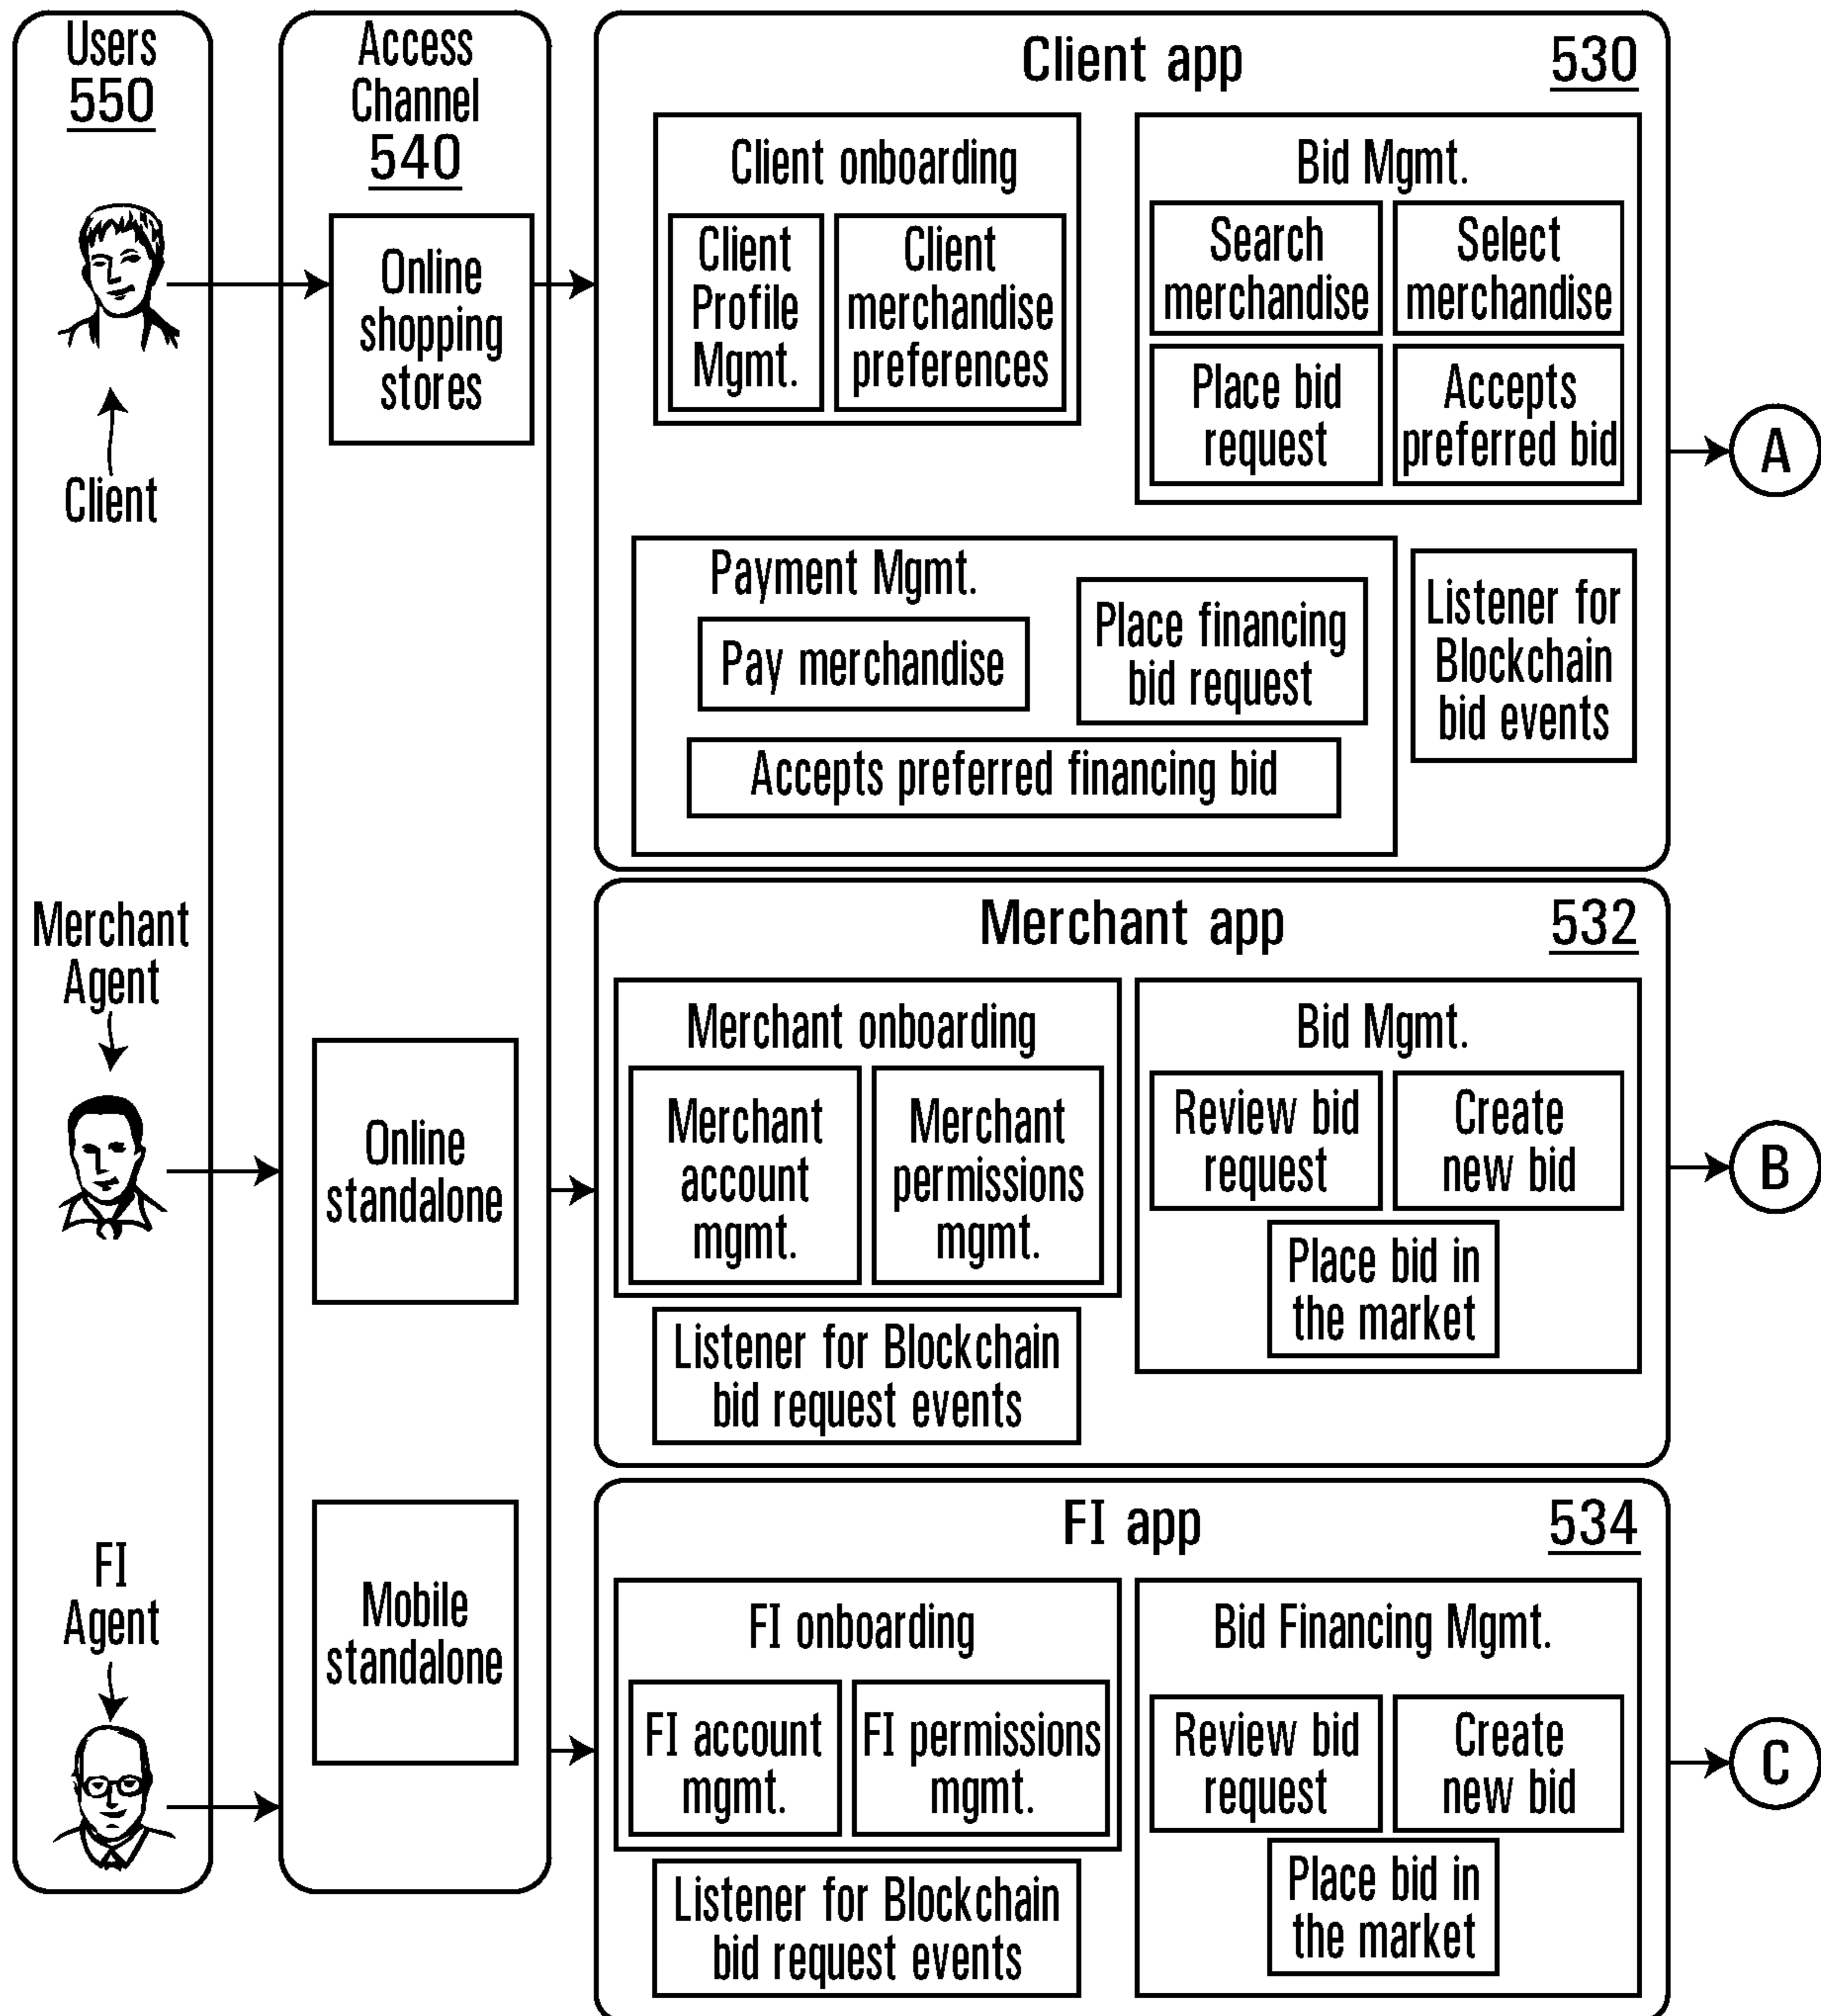 Users
550
Client
Merchant
Agent
FI
Agent
Access
Channel
540
Online
shopping
stores
Online
standalone
Mobile
standalone
Client app
530
Client onboarding
Client
Profile
Mgmt.
Client
merchandise
preferences
Bid Mgmt.
Search
merchandise
Select
merchandise
Place bid
request
Accepts
preferred bid
Payment Mgmt.
Pay merchandise
Place financing
bid request
Accepts preferred financing bid
Listener for
Blockchain
bid events
A
Merchant app
532
Merchant onboarding
Merchant
account
mgmt.
Merchant
permissions
mgmt.
Listener for Blockchain
bid request events
Bid Mgmt.
Review bid
request
Create
new bid
Place bid in
the market
B
FI app
534
FI onboarding
FI account
mgmt.
FI permissions
mgmt.
Listener for Blockchain
bid request events
Bid Financing Mgmt.
Review bid
request
Create
new bid
Place bid in
the market
C